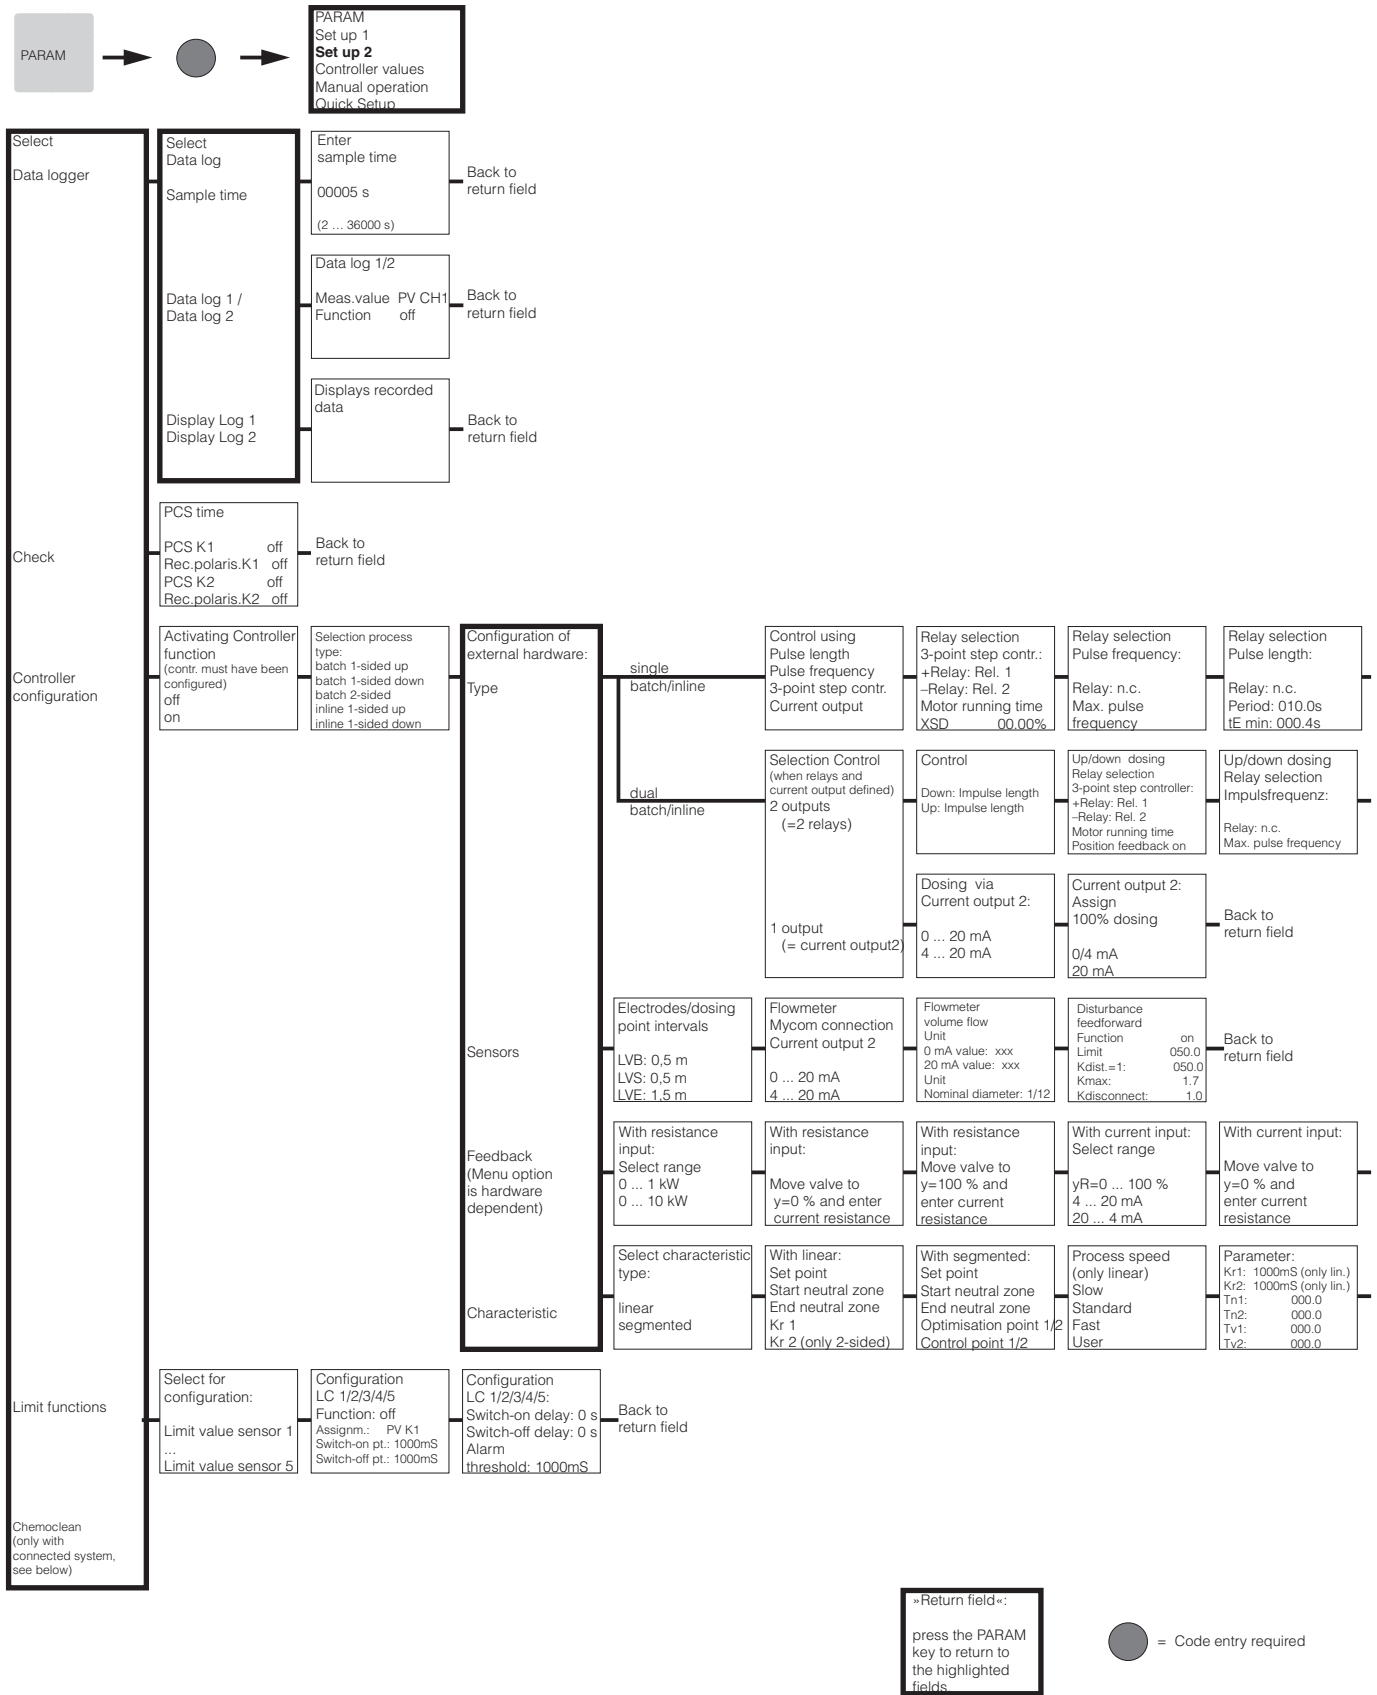 PARAM
PARAM
Set up 1
Set up 2
Controller values
Manual operation
Quick Setup
Select
Data logger
Select
Data log
Sample time
Enter
sample time
00005 s
(2 ... 36000 s)
Back to
return field
Data log 1 /
Data log 2
Data log 1/2
Meas.value PV CH1
Function off
Back to
return field
Display Log 1
Display Log 2
Displays recorded
data
Back to
return field
Check
PCS time
PCS K1 off
Rec.polaris.K1 off
PCS K2 off
Rec.polaris.K2 off
Back to
return field
Controller
configuration
Activating Controller
function
(contr. must have been
configured)
off
on
Selection process
type:
batch 1-sided up
batch 1-sided down
batch 2-sided
inline 1-sided up
inline 1-sided down
Configuration of
external hardware:
Type
single
batch/inline
Control using
Pulse length
Pulse frequency
3-point step contr.
Current output
Relay selection
3-point step contr.:
+Relay: Rel. 1
–Relay: Rel. 2
Motor running time
XSD 00.00%
Relay selection
Pulse frequency:
Relay: n.c.
Max. pulse
frequency
Relay selection
Pulse length:
Relay: n.c.
Period: 010.0s
tE min: 000.4s
dual
batch/inline
Selection Control
(when relays and
current output defined)
2 outputs
(=2 relays)
1 output
(= current output2)
Control
Down: Impulse length
Up: Impulse length
Up/down dosing
Relay selection
3-point step controller:
+Relay: Rel. 1
–Relay: Rel. 2
Motor running time
Position feedback on
Up/down dosing
Relay selection
Impulsfrequenz:
Relay: n.c.
Max. pulse frequency
Dosing via
Current output 2:
0 ... 20 mA
4 ... 20 mA
Current output 2:
Assign
100% dosing
0/4 mA
20 mA
Back to
return field
Sensors
Electrodes/dosing
point intervals
LVB: 0,5 m
LVS: 0,5 m
LVE: 1,5 m
Flowmeter
Mycom connection
Current output 2
0 ... 20 mA
4 ... 20 mA
Flowmeter
volume flow
Unit
0 mA value: xxx
20 mA value: xxx
Unit
Nominal diameter: 1/12
Disturbance
feedforward
Function on
Limit 050.0
Kdist.=1: 050.0
Kmax: 1.7
Kdisconnect: 1.0
Back to
return field
Feedback
(Menu option
is hardware
dependent)
With resistance
input:
Select range
0 ... 1 kW
0 ... 10 kW
With resistance
input:
Move valve to
y=0 % and enter
current resistance
With resistance
input:
Move valve to
y=100 % and
enter current
resistance
With current input:
Select range
yR=0 ... 100 %
4 ... 20 mA
20 ... 4 mA
With current input:
Move valve to
y=0 % and
enter current
resistance
Characteristic
Select characteristic
type:
linear
segmented
With linear:
Set point
Start neutral zone
End neutral zone
Kr 1
Kr 2 (only 2-sided)
With segmented:
Set point
Start neutral zone
End neutral zone
Optimisation point 1/2
Control point 1/2
Process speed
(only linear)
Slow
Standard
Fast
User
Parameter:
Kr1: 1000mS (only lin.)
Kr2: 1000mS (only lin.)
Tn1: 000.0
Tn2: 000.0
Tv1: 000.0
Tv2: 000.0
Limit functions
Select for
configuration:
Limit value sensor 1
...
Limit value sensor 5
Configuration
LC 1/2/3/4/5
Function: off
Assignm.: PV K1
Switch-on pt.: 1000mS
Switch-off pt.: 1000mS
Configuration
LC 1/2/3/4/5:
Switch-on delay: 0 s
Switch-off delay: 0 s
Alarm
threshold: 1000mS
Back to
return field
Chemoclean
(only with
connected system,
see below)
»Return field«:
press the PARAM
key to return to
the highlighted
fields.
= Code entry required